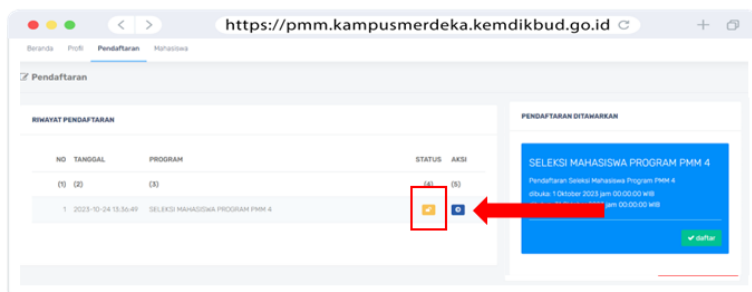 https://pmm.kampusmerdeka.kemdikbud.go.id
Beranda Profil Pendaftaran Mahasiswa
Pendaftaran
RIWAYAT PENDAFTARAN
NO TANGGAL PROGRAM STATUS AKSI
(1) (2) (3) (4) (5)
1 2023-10-24 13:36:49 SELEKSI MAHASISWA PROGRAM PMM 4
PENDAFTARAN DITAWARKAN
SELEKSI MAHASISWA PROGRAM PMM 4
Pendaftaran Seleksi Mahasiswa Program PMM 4
dibuka: 1 Oktober 2023 jam 00:00:00 WIB
jam 00:00:00 WIB
daftar